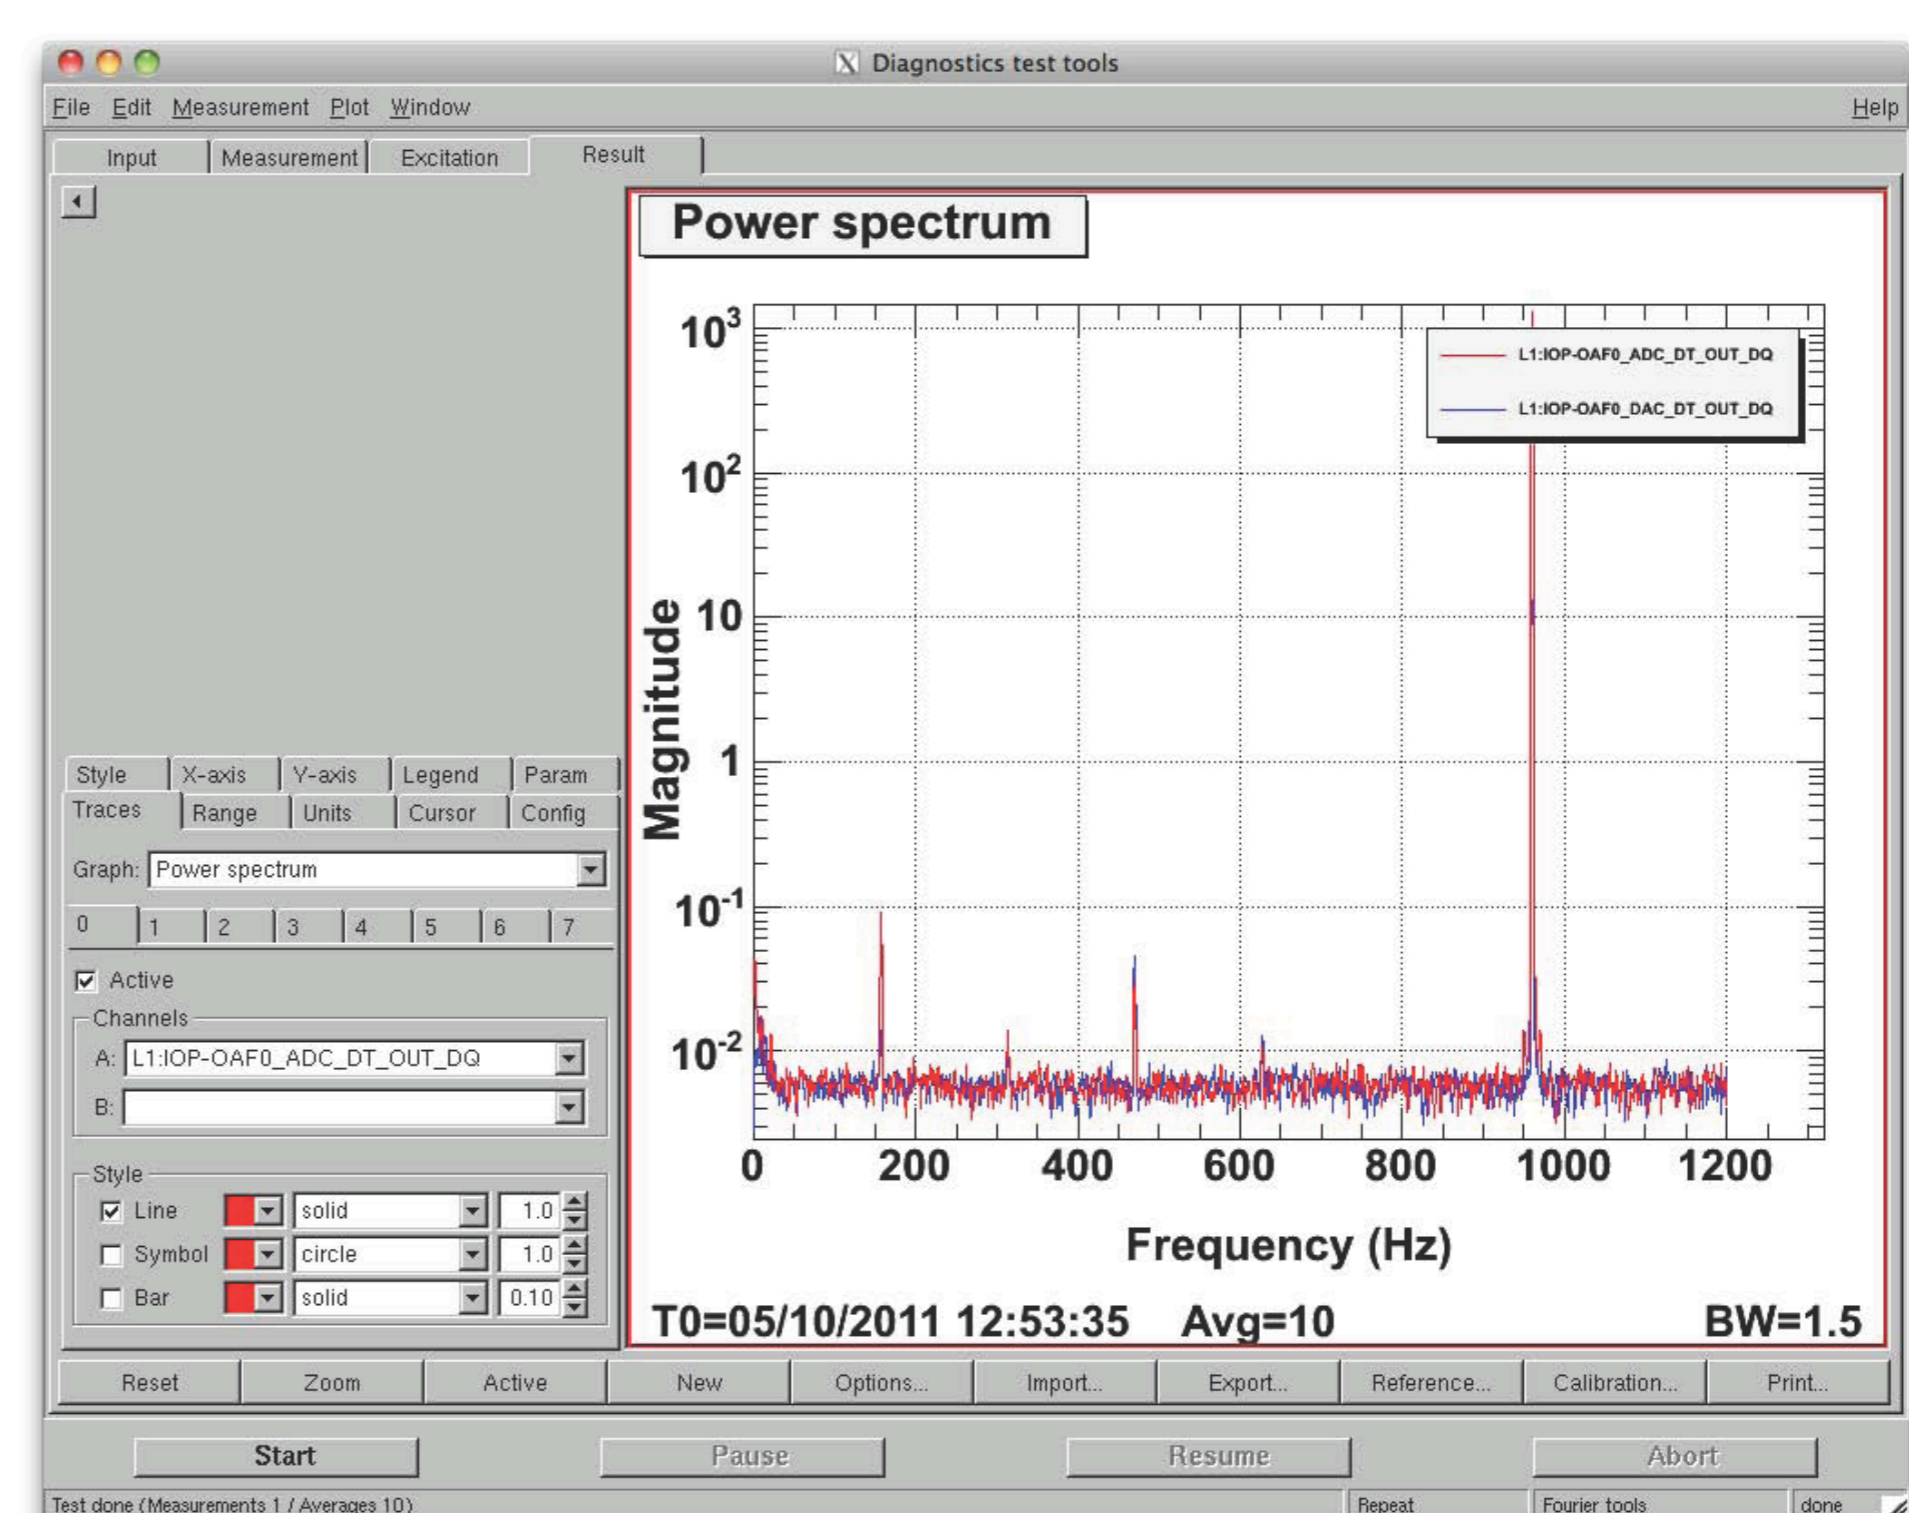 Diagnostics test tools
File Edit Measurement Plot Window Help
Input Measurement Excitation Result
Power spectrum
L1:IOP-OAF0_ADC_DT_OUT_DQ
L1:IOP-OAF0_DAC_DT_OUT_DQ
10^3
10^2
10
1
10^-1
10^-2
Magnitude
0 200 400 600 800 1000 1200
Frequency (Hz)
T0=05/10/2011 12:53:35 Avg=10 BW=1.5
Style X-axis Y-axis Legend Param
Traces Range Units Cursor Config
Graph: Power spectrum
0 1 2 3 4 5 6 7
Active
Channels
A: L1:IOP-OAF0_ADC_DT_OUT_DQ
B:
Style
Line solid 1.0
Symbol circle 1.0
Bar solid 0.10
Reset Zoom Active New Options... Import... Export... Reference... Calibration... Print...
Start Pause Resume Abort
Test done (Measurements 1 / Averages 10) Repeat Fourier tools done